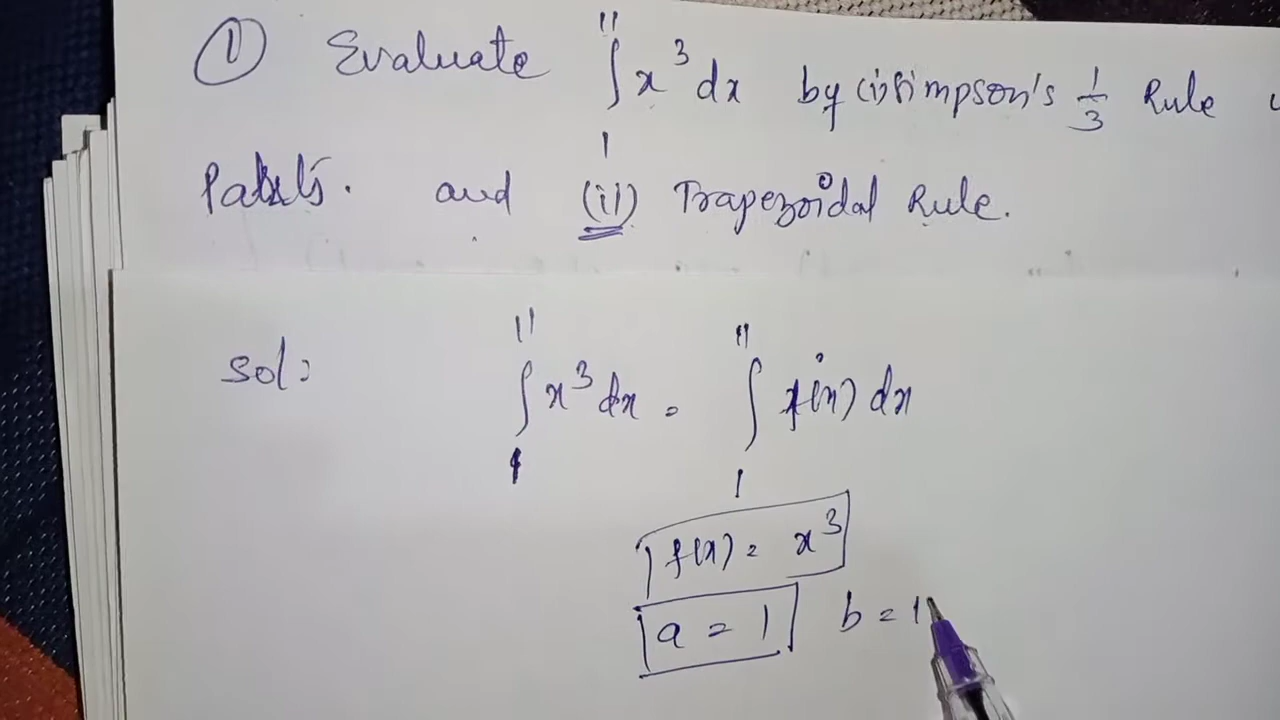 ① Evaluate ∫₁¹¹ x³ dx by (i) Simpson's 1/3 Rule
and (ii) Trapezoidal Rule.
Sol: ∫₁¹¹ x³ dx = ∫₁¹¹ f(x) dx
f(x) = x³
a = 1 b = 11